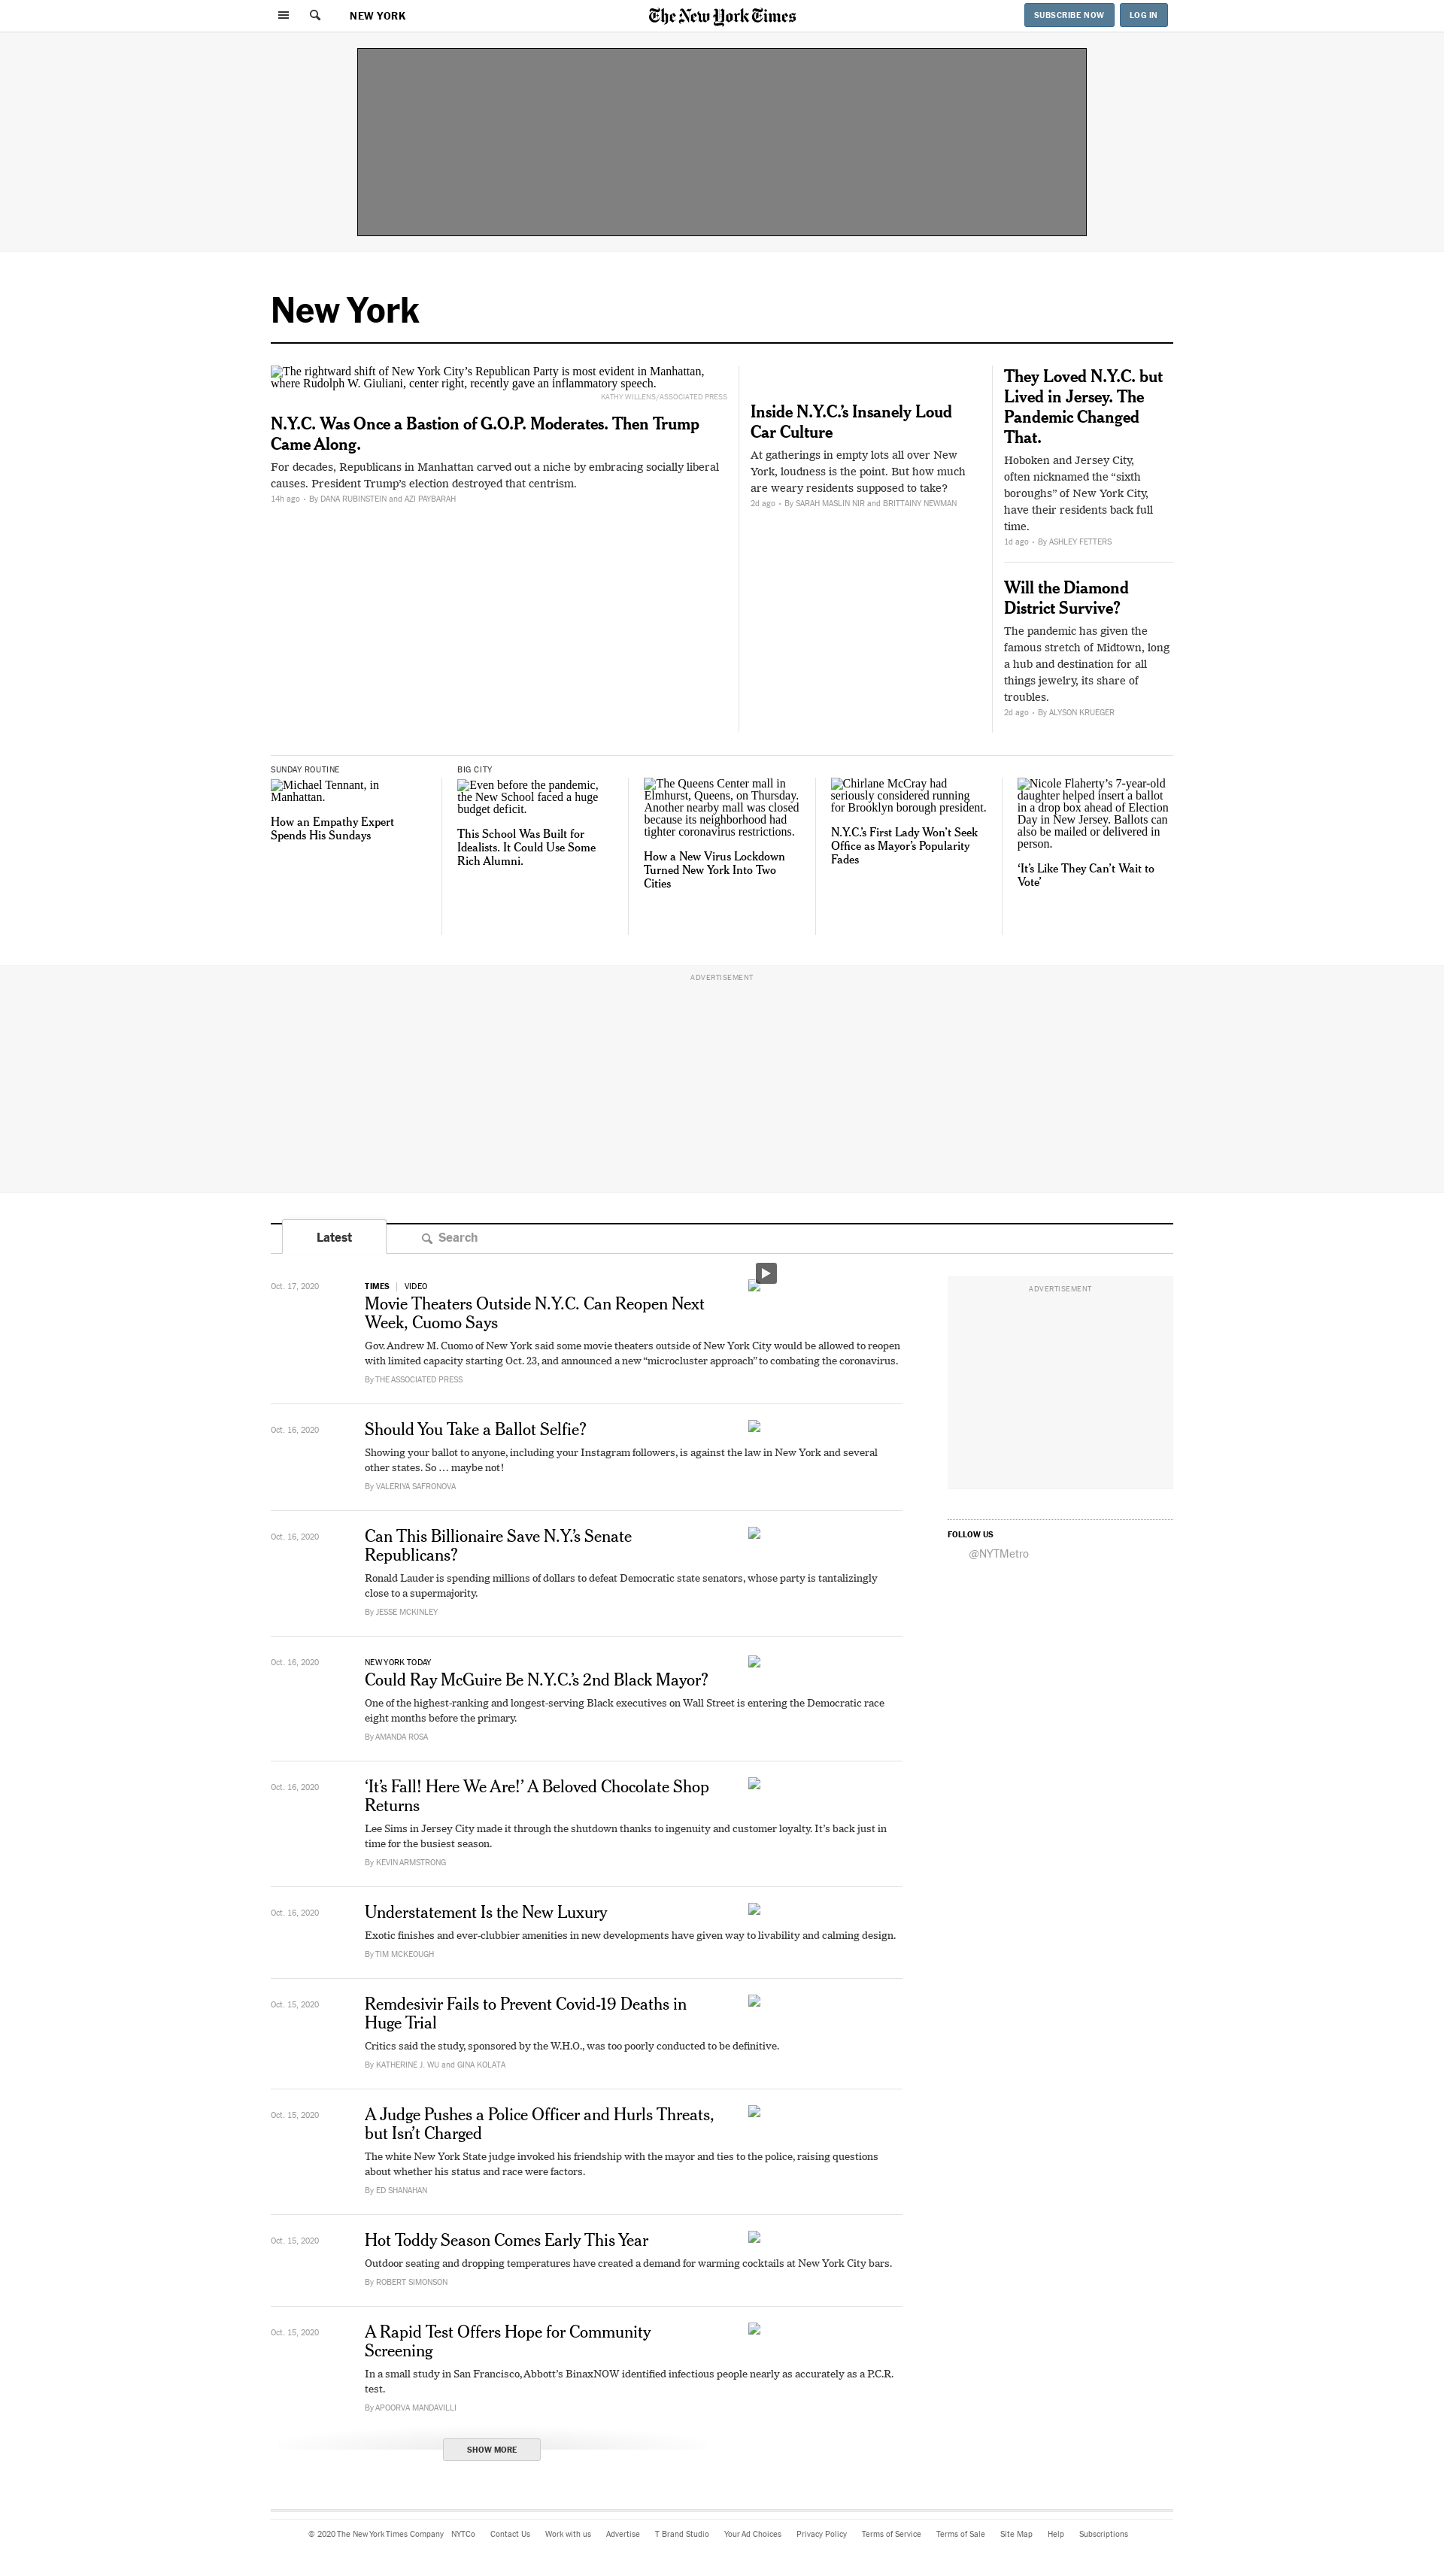 NEW YORK
The New York Times
SUBSCRIBE NOW
LOG IN
New York
The rightward shift of New York City’s Republican Party is most evident in Manhattan,
where Rudolph W. Giuliani, center right, recently gave an inflammatory speech.
KATHY WILLENS/ASSOCIATED PRESS
N.Y.C. Was Once a Bastion of G.O.P. Moderates. Then Trump
Came Along.
For decades, Republicans in Manhattan carved out a niche by embracing socially liberal
causes. President Trump’s election destroyed that centrism.
14h ago • By DANA RUBINSTEIN and AZI PAYBARAH
Inside N.Y.C.’s Insanely Loud
Car Culture
At gatherings in empty lots all over New
York, loudness is the point. But how much
are weary residents supposed to take?
2d ago • By SARAH MASLIN NIR and BRITTAINY NEWMAN
They Loved N.Y.C. but
Lived in Jersey. The
Pandemic Changed
That.
Hoboken and Jersey City,
often nicknamed the “sixth
boroughs” of New York City,
have their residents back full
time.
1d ago • By ASHLEY FETTERS
Will the Diamond
District Survive?
The pandemic has given the
famous stretch of Midtown, long
a hub and destination for all
things jewelry, its share of
troubles.
2d ago • By ALYSON KRUEGER
SUNDAY ROUTINE
Michael Tennant, in
Manhattan.
How an Empathy Expert
Spends His Sundays
BIG CITY
Even before the pandemic,
the New School faced a huge
budget deficit.
This School Was Built for
Idealists. It Could Use Some
Rich Alumni.
The Queens Center mall in
Elmhurst, Queens, on Thursday.
Another nearby mall was closed
because its neighborhood had
tighter coronavirus restrictions.
How a New Virus Lockdown
Turned New York Into Two
Cities
Chirlane McCray had
seriously considered running
for Brooklyn borough president.
N.Y.C.’s First Lady Won’t Seek
Office as Mayor’s Popularity
Fades
Nicole Flaherty’s 7-year-old
daughter helped insert a ballot
in a drop box ahead of Election
Day in New Jersey. Ballots can
also be mailed or delivered in
person.
‘It’s Like They Can’t Wait to
Vote’
ADVERTISEMENT
Latest
Search
Oct. 17, 2020
TIMES | VIDEO
Movie Theaters Outside N.Y.C. Can Reopen Next
Week, Cuomo Says
Gov. Andrew M. Cuomo of New York said some movie theaters outside of New York City would be allowed to reopen
with limited capacity starting Oct. 23, and announced a new “microcluster approach” to combating the coronavirus.
By THE ASSOCIATED PRESS
ADVERTISEMENT
Oct. 16, 2020
Should You Take a Ballot Selfie?
Showing your ballot to anyone, including your Instagram followers, is against the law in New York and several
other states. So … maybe not!
By VALERIYA SAFRONOVA
FOLLOW US
@NYTMetro
Oct. 16, 2020
Can This Billionaire Save N.Y.’s Senate
Republicans?
Ronald Lauder is spending millions of dollars to defeat Democratic state senators, whose party is tantalizingly
close to a supermajority.
By JESSE MCKINLEY
Oct. 16, 2020
NEW YORK TODAY
Could Ray McGuire Be N.Y.C.’s 2nd Black Mayor?
One of the highest-ranking and longest-serving Black executives on Wall Street is entering the Democratic race
eight months before the primary.
By AMANDA ROSA
Oct. 16, 2020
‘It’s Fall! Here We Are!’ A Beloved Chocolate Shop
Returns
Lee Sims in Jersey City made it through the shutdown thanks to ingenuity and customer loyalty. It’s back just in
time for the busiest season.
By KEVIN ARMSTRONG
Oct. 16, 2020
Understatement Is the New Luxury
Exotic finishes and ever-clubbier amenities in new developments have given way to livability and calming design.
By TIM MCKEOUGH
Oct. 15, 2020
Remdesivir Fails to Prevent Covid-19 Deaths in
Huge Trial
Critics said the study, sponsored by the W.H.O., was too poorly conducted to be definitive.
By KATHERINE J. WU and GINA KOLATA
Oct. 15, 2020
A Judge Pushes a Police Officer and Hurls Threats,
but Isn’t Charged
The white New York State judge invoked his friendship with the mayor and ties to the police, raising questions
about whether his status and race were factors.
By ED SHANAHAN
Oct. 15, 2020
Hot Toddy Season Comes Early This Year
Outdoor seating and dropping temperatures have created a demand for warming cocktails at New York City bars.
By ROBERT SIMONSON
Oct. 15, 2020
A Rapid Test Offers Hope for Community
Screening
In a small study in San Francisco, Abbott’s BinaxNOW identified infectious people nearly as accurately as a P.C.R.
test.
By APOORVA MANDAVILLI
SHOW MORE
© 2020 The New York Times Company NYTCo Contact Us Work with us Advertise T Brand Studio Your Ad Choices Privacy Policy Terms of Service Terms of Sale Site Map Help Subscriptions